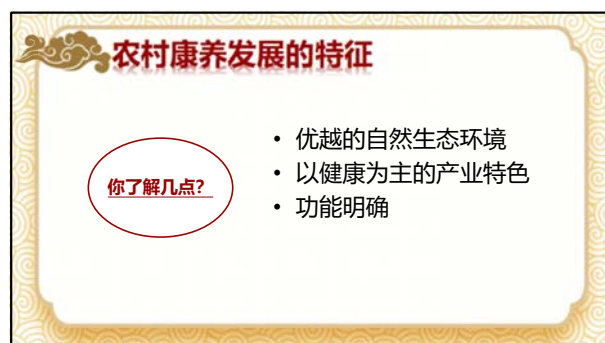 农村康养发展的特征
你了解几点？
• 优越的自然生态环境
• 以健康为主的产业特色
• 功能明确